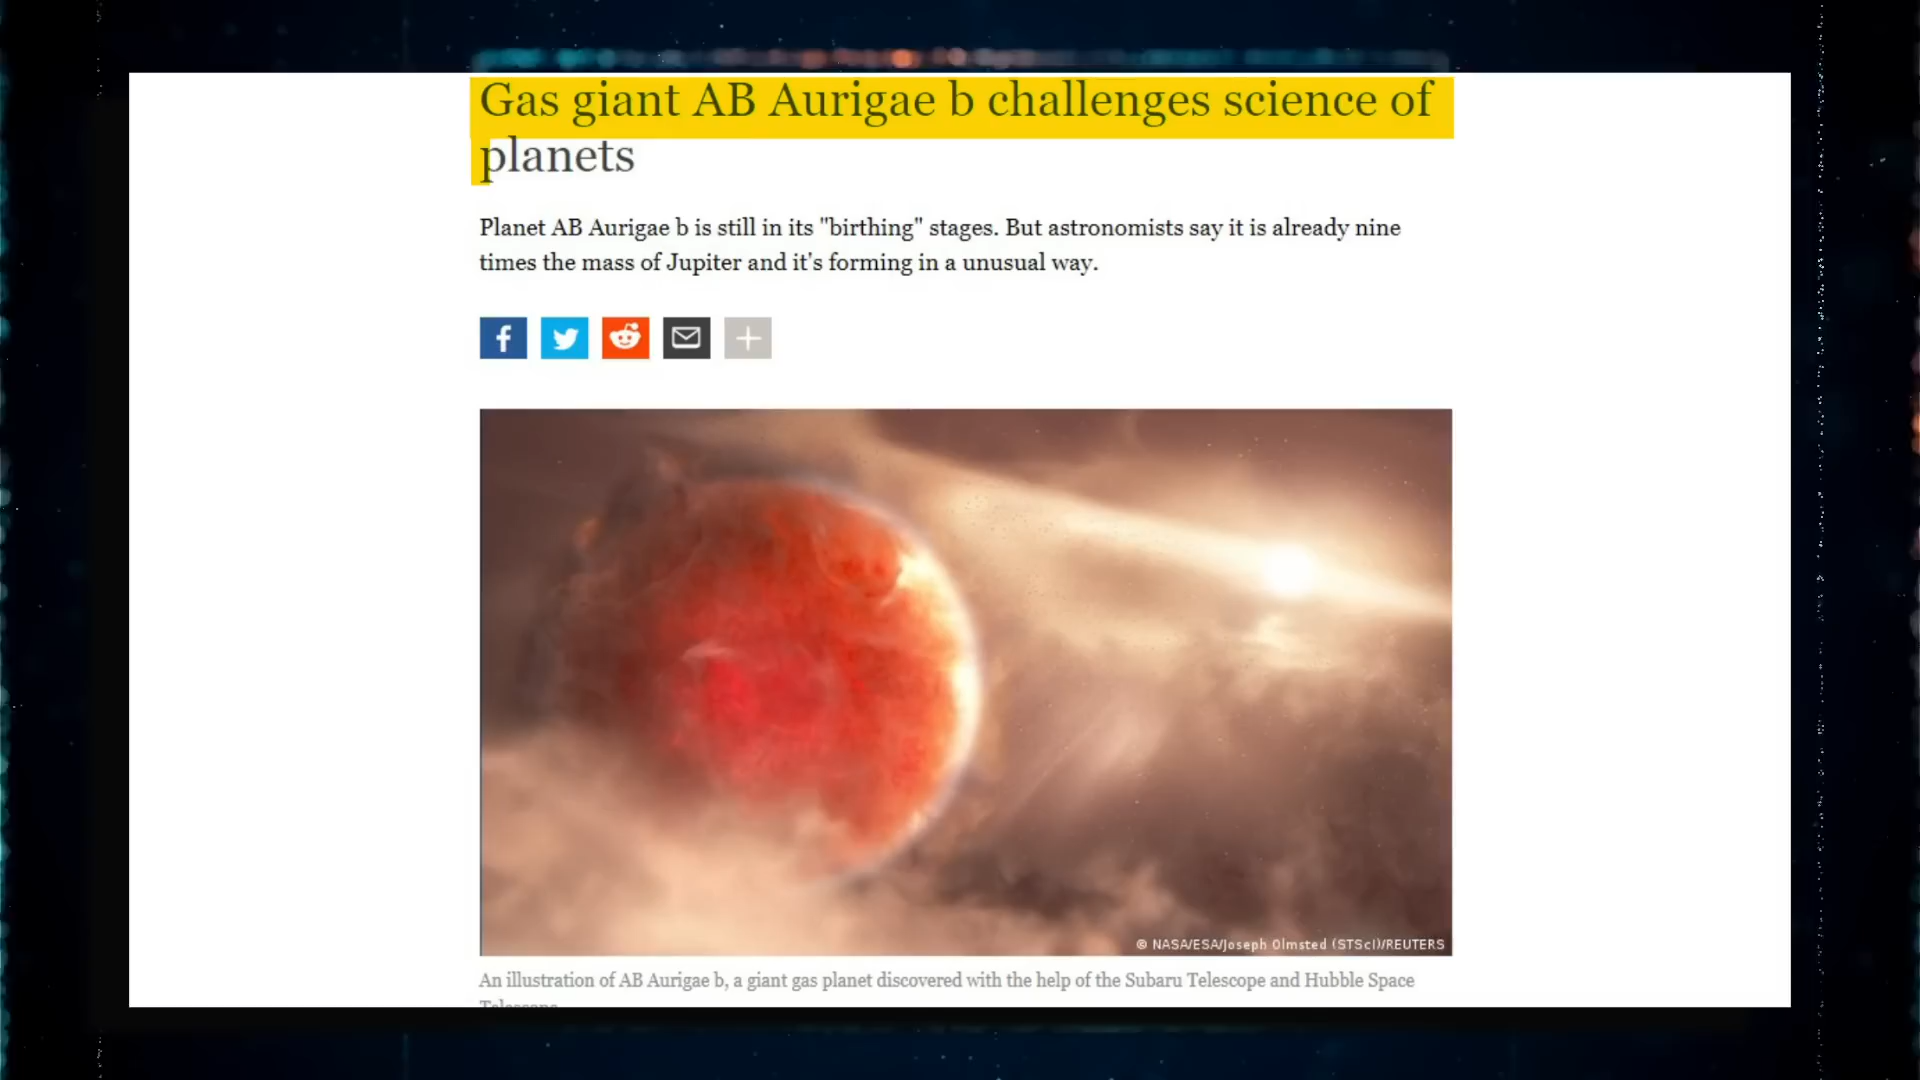 Gas giant AB Aurigae b challenges science of
planets
Planet AB Aurigae b is still in its "birthing" stages. But astronomists say it is already nine
times the mass of Jupiter and it's forming in a unusual way.
© NASA/ESA/Joseph Olmsted (STScI)/REUTERS
An illustration of AB Aurigae b, a giant gas planet discovered with the help of the Subaru Telescope and Hubble Space